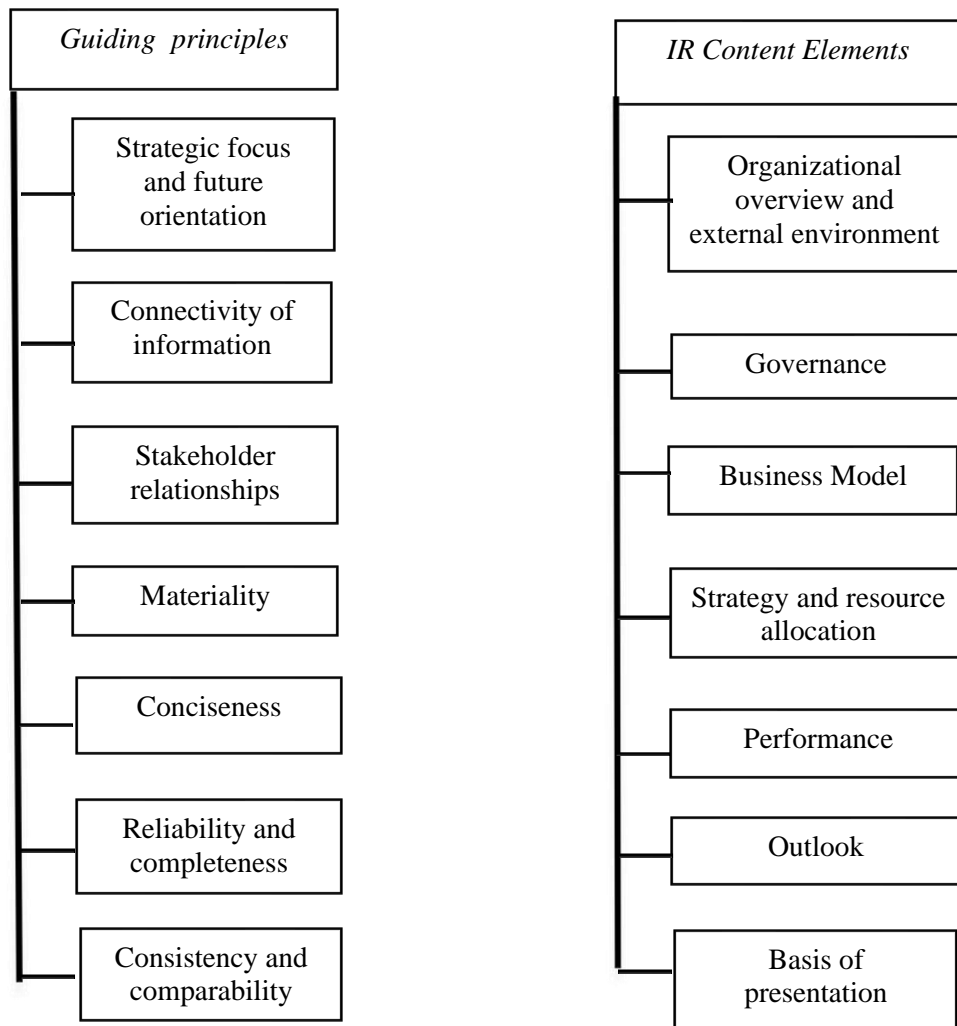 Guiding principles
Strategic focus
and future
orientation
Connectivity of
information
Stakeholder
relationships
Materiality
Conciseness
Reliability and
completeness
Consistency and
comparability
IR Content Elements
Organizational
overview and
external environment
Governance
Business Model
Strategy and resource
allocation
Performance
Outlook
Basis of
presentation